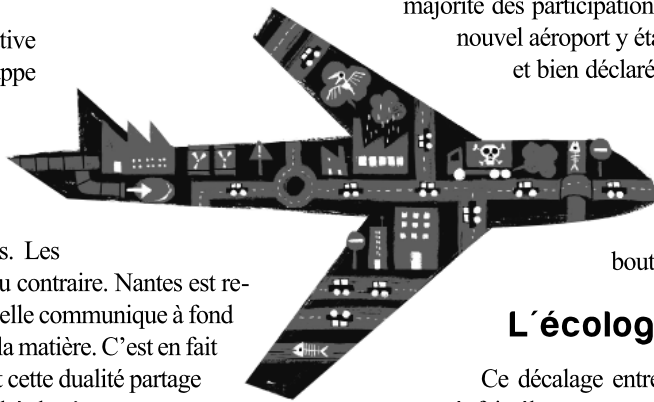 tive
appe
s. Les
u contraire. Nantes est re-
elle communique à fond
la matière. C’est en fait
t cette dualité partage
majorité des participation
nouvel aéroport y éta
et bien déclaré
bout
L´écolog
Ce décalage entre